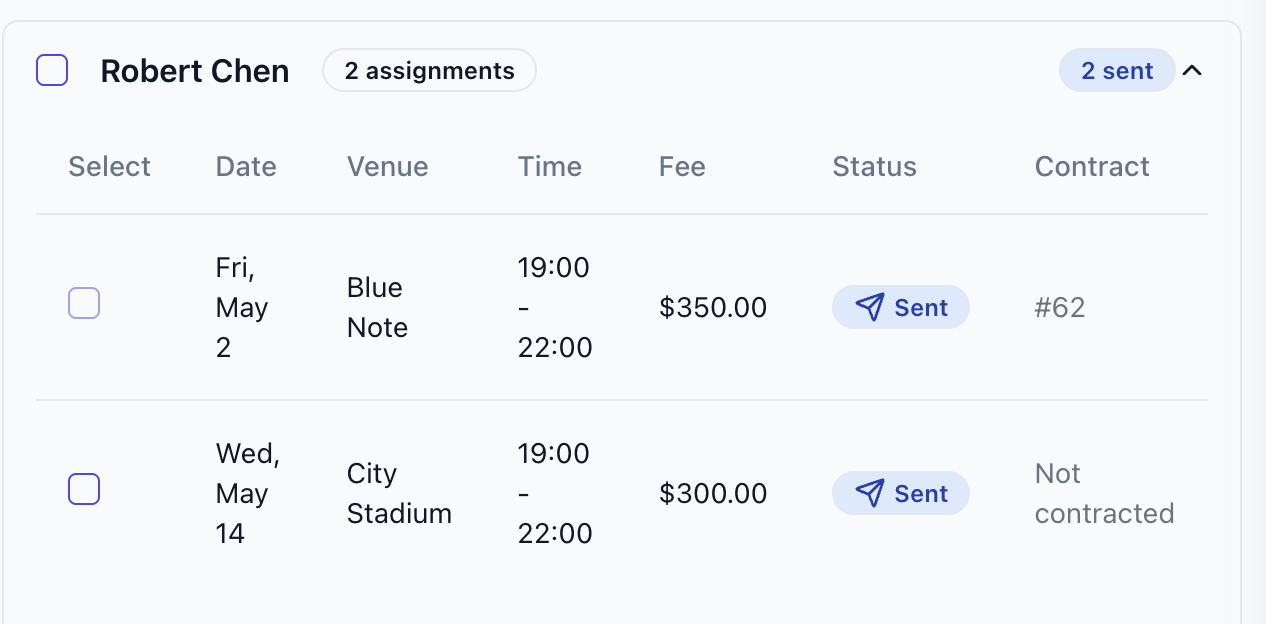 Robert Chen 2 assignments 2 sent
Select Date Venue Time Fee Status Contract
Fri,
May
2
Blue
Note
19:00
-
22:00
$350.00
Sent
#62
Wed,
May
14
City
Stadium
19:00
-
22:00
$300.00
Sent
Not
contracted